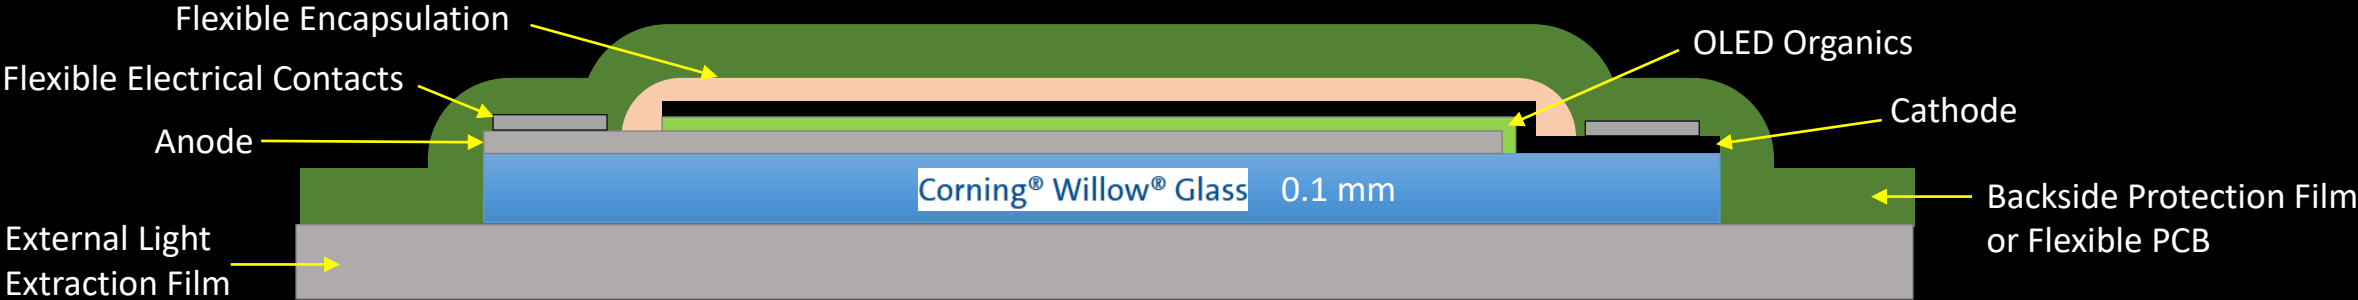 Flexible Encapsulation
OLED Organics
Flexible Electrical Contacts
Cathode
Anode
Corning® Willow® Glass 0.1 mm
Backside Protection Film
or Flexible PCB
External Light
Extraction Film